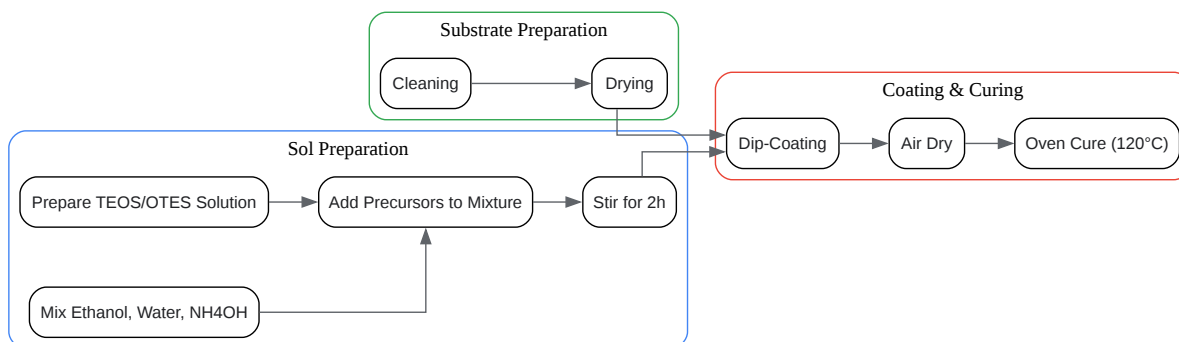 Substrate Preparation
Cleaning
Drying
Coating & Curing
Dip-Coating
Air Dry
Oven Cure (120°C)
Sol Preparation
Prepare TEOS/OTES Solution
Add Precursors to Mixture
Stir for 2h
Mix Ethanol, Water, NH4OH